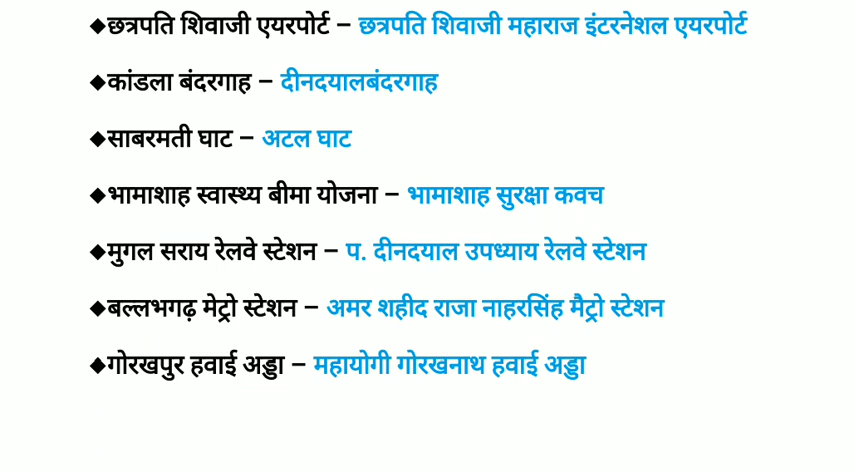 ◆छत्रपति शिवाजी एयरपोर्ट – छत्रपति शिवाजी महाराज इंटरनेशल एयरपोर्ट
◆कांडला बंदरगाह – दीनदयालबंदरगाह
◆साबरमती घाट – अटल घाट
◆भामाशाह स्वास्थ्य बीमा योजना – भामाशाह सुरक्षा कवच
◆मुगल सराय रेलवे स्टेशन – प. दीनदयाल उपध्याय रेलवे स्टेशन
◆बल्लभगढ़ मेट्रो स्टेशन – अमर शहीद राजा नाहरसिंह मैट्रो स्टेशन
◆गोरखपुर हवाई अड्डा – महायोगी गोरखनाथ हवाई अड्डा